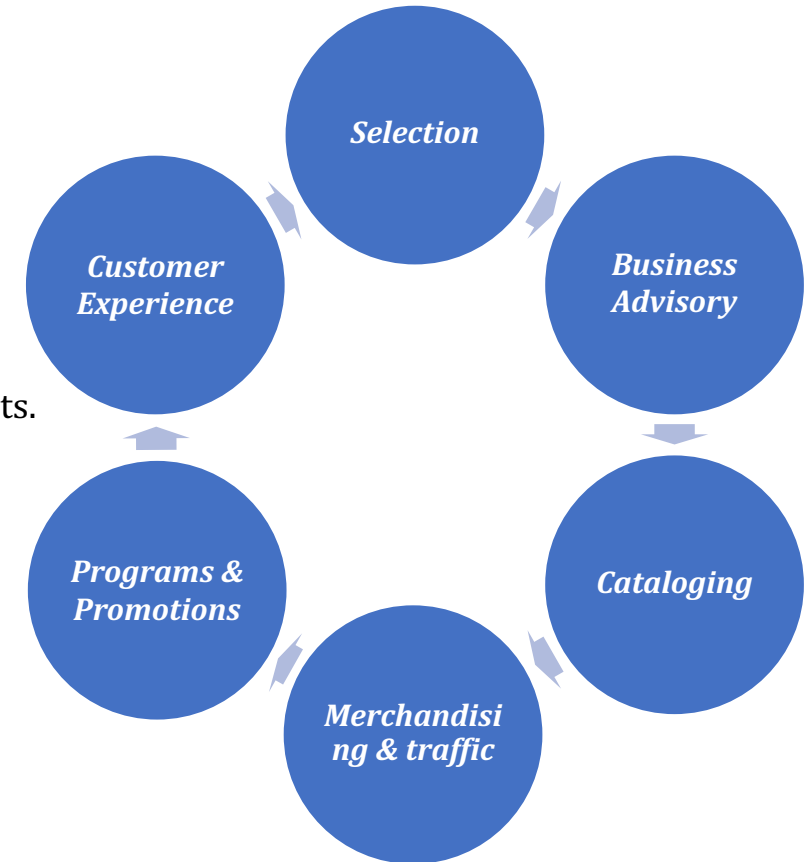 Selection
Business
Advisory
Cataloging
Merchandisi
ng & traffic
Programs &
Promotions
Customer
Experience
ts.